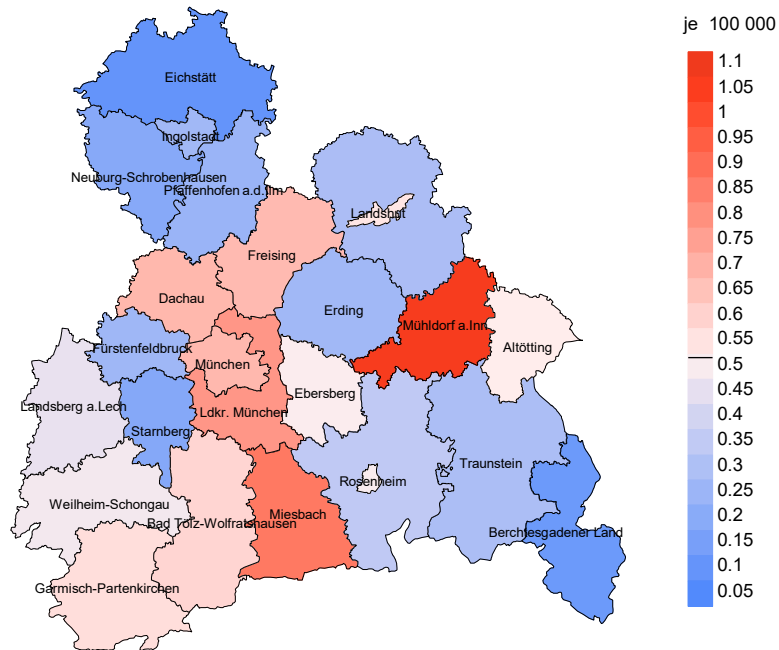 je 100 000
1.1
1.05
1
0.95
0.9
0.85
0.8
0.75
0.7
0.65
0.6
0.55
0.5
0.45
0.4
0.35
0.3
0.25
0.2
0.15
0.1
0.05
Eichstätt
Ingolstadt
Neuburg-Schrobenhausen
Pfaffenhofen a.d.Ilm
Landshut
Freising
Dachau
Erding
Mühldorf a.Inn
Altötting
Fürstenfeldbruck
München
Ebersberg
Landsberg a.Lech
Ldkr. München
Starnberg
Traunstein
Rosenheim
Weilheim-Schongau
Miesbach
Bad Tölz-Wolfratshausen
Berchtesgadener Land
Garmisch-Partenkirchen